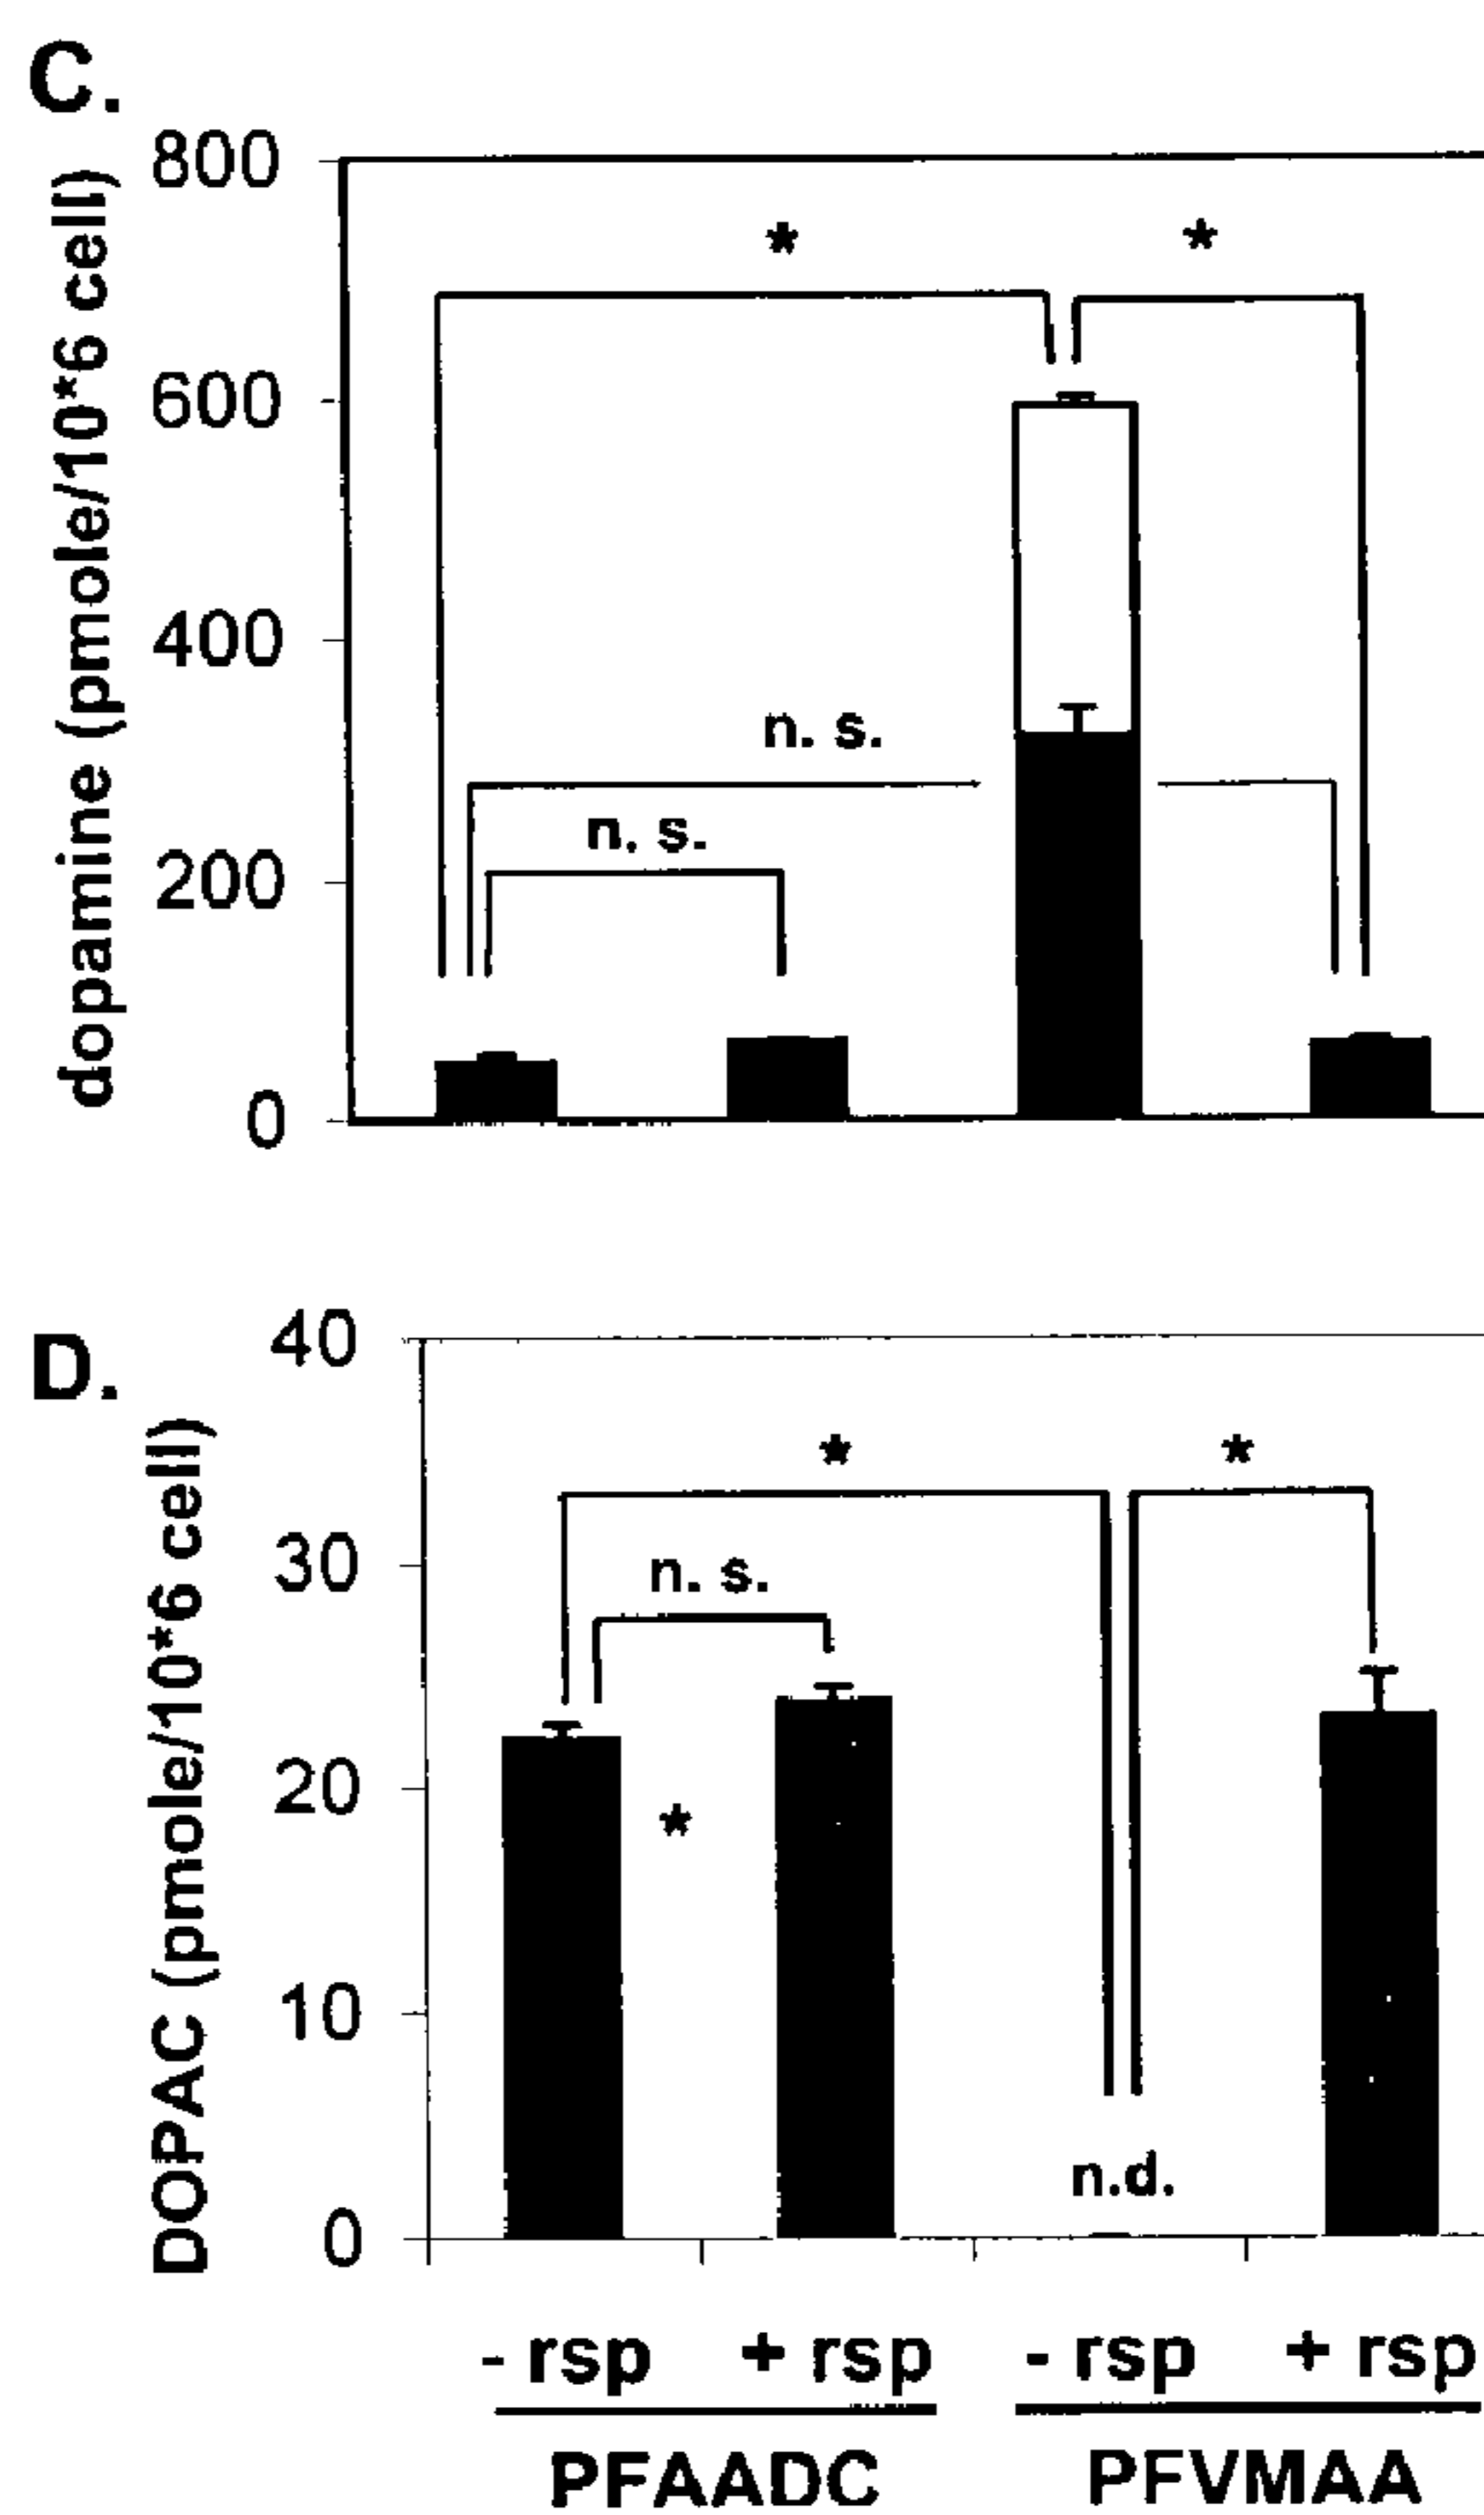 C.
dopamine (pmole/10*6 cell)
800
600
400
200
0
*
*
n. s.
n. s.
D.
DOPAC (pmole/10*6 cell)
40
30
20
10
0
*
*
n. s.
*
n.d.
- rsp + rsp - rsp + rsp
PFAADC PFVMAA